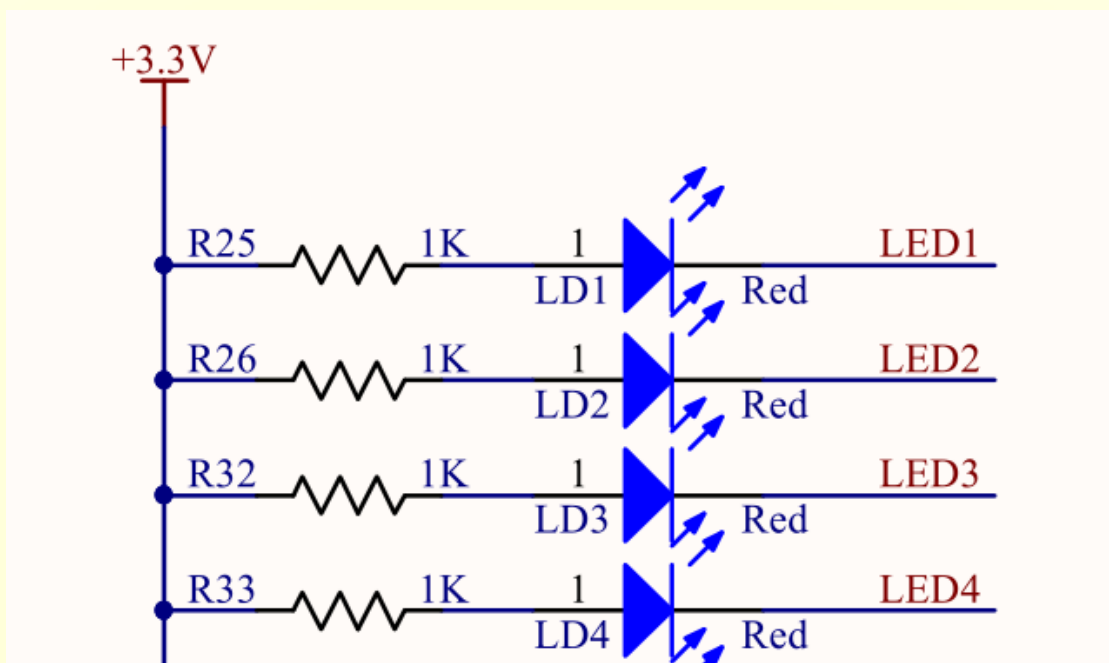 +3.3V
R25 1K 1 LED1
LD1 Red
R26 1K 1 LED2
LD2 Red
R32 1K 1 LED3
LD3 Red
R33 1K 1 LED4
LD4 Red